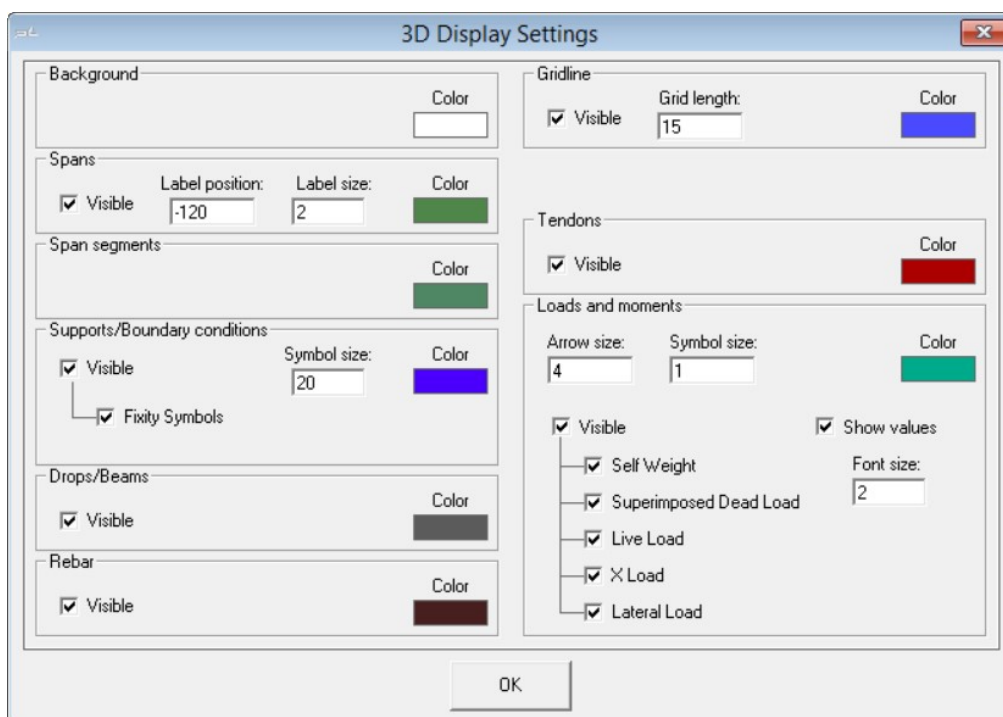 3D Display Settings
Background
Color
Spans
Visible
Label position:
-120
Label size:
2
Color
Span segments
Color
Supports/Boundary conditions
Visible
Symbol size:
20
Color
Fixity Symbols
Drops/Beams
Visible
Color
Rebar
Visible
Color
Gridline
Visible
Grid length:
15
Color
Tendons
Visible
Color
Loads and moments
Arrow size:
4
Symbol size:
1
Color
Visible
Show values
Self Weight
Font size:
2
Superimposed Dead Load
Live Load
X Load
Lateral Load
OK